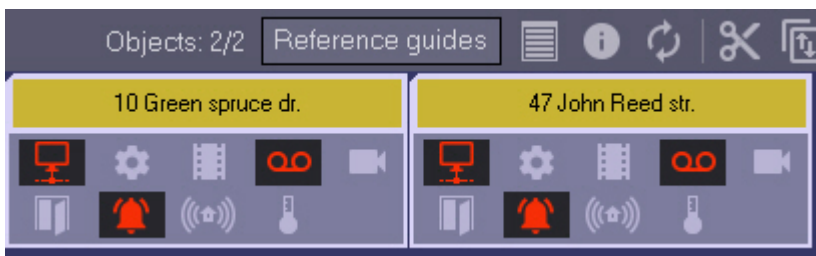 Objects: 2/2 Reference guides
10 Green spruce dr.
47 John Reed str.